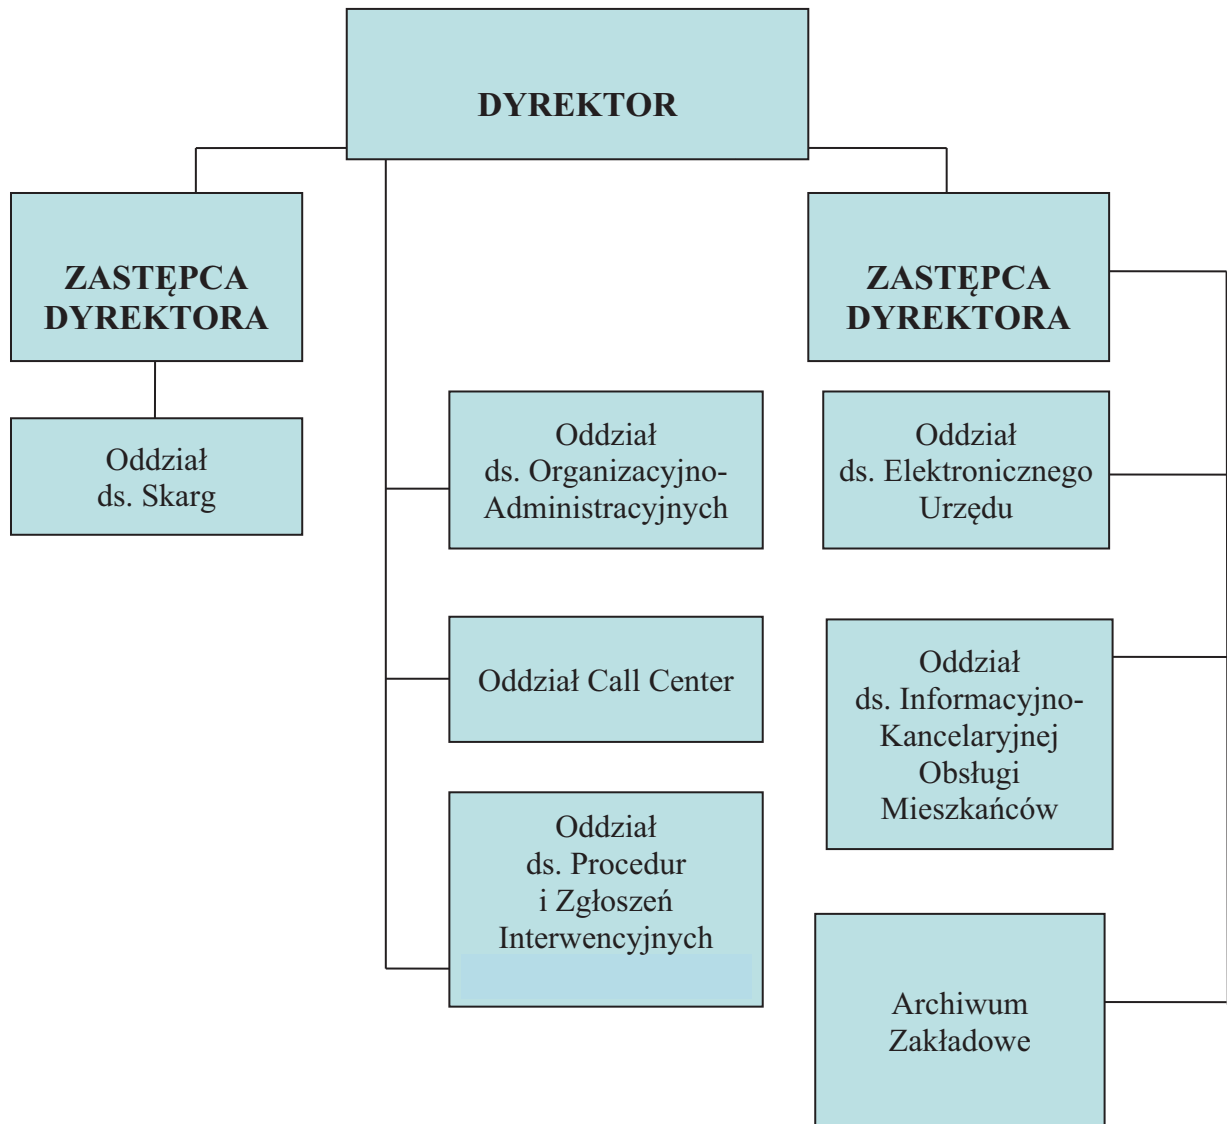 DYREKTOR
ZASTĘPCA
DYREKTORA
Oddział
ds. Skarg
Oddział
ds. Organizacyjno-
Administracyjnych
Oddział Call Center
Oddział
ds. Procedur
i Zgłoszeń
Interwencyjnych
ZASTĘPCA
DYREKTORA
Oddział
ds. Elektronicznego
Urzędu
Oddział
ds. Informacyjno-
Kancelaryjnej
Obsługi
Mieszkańców
Archiwum
Zakładowe